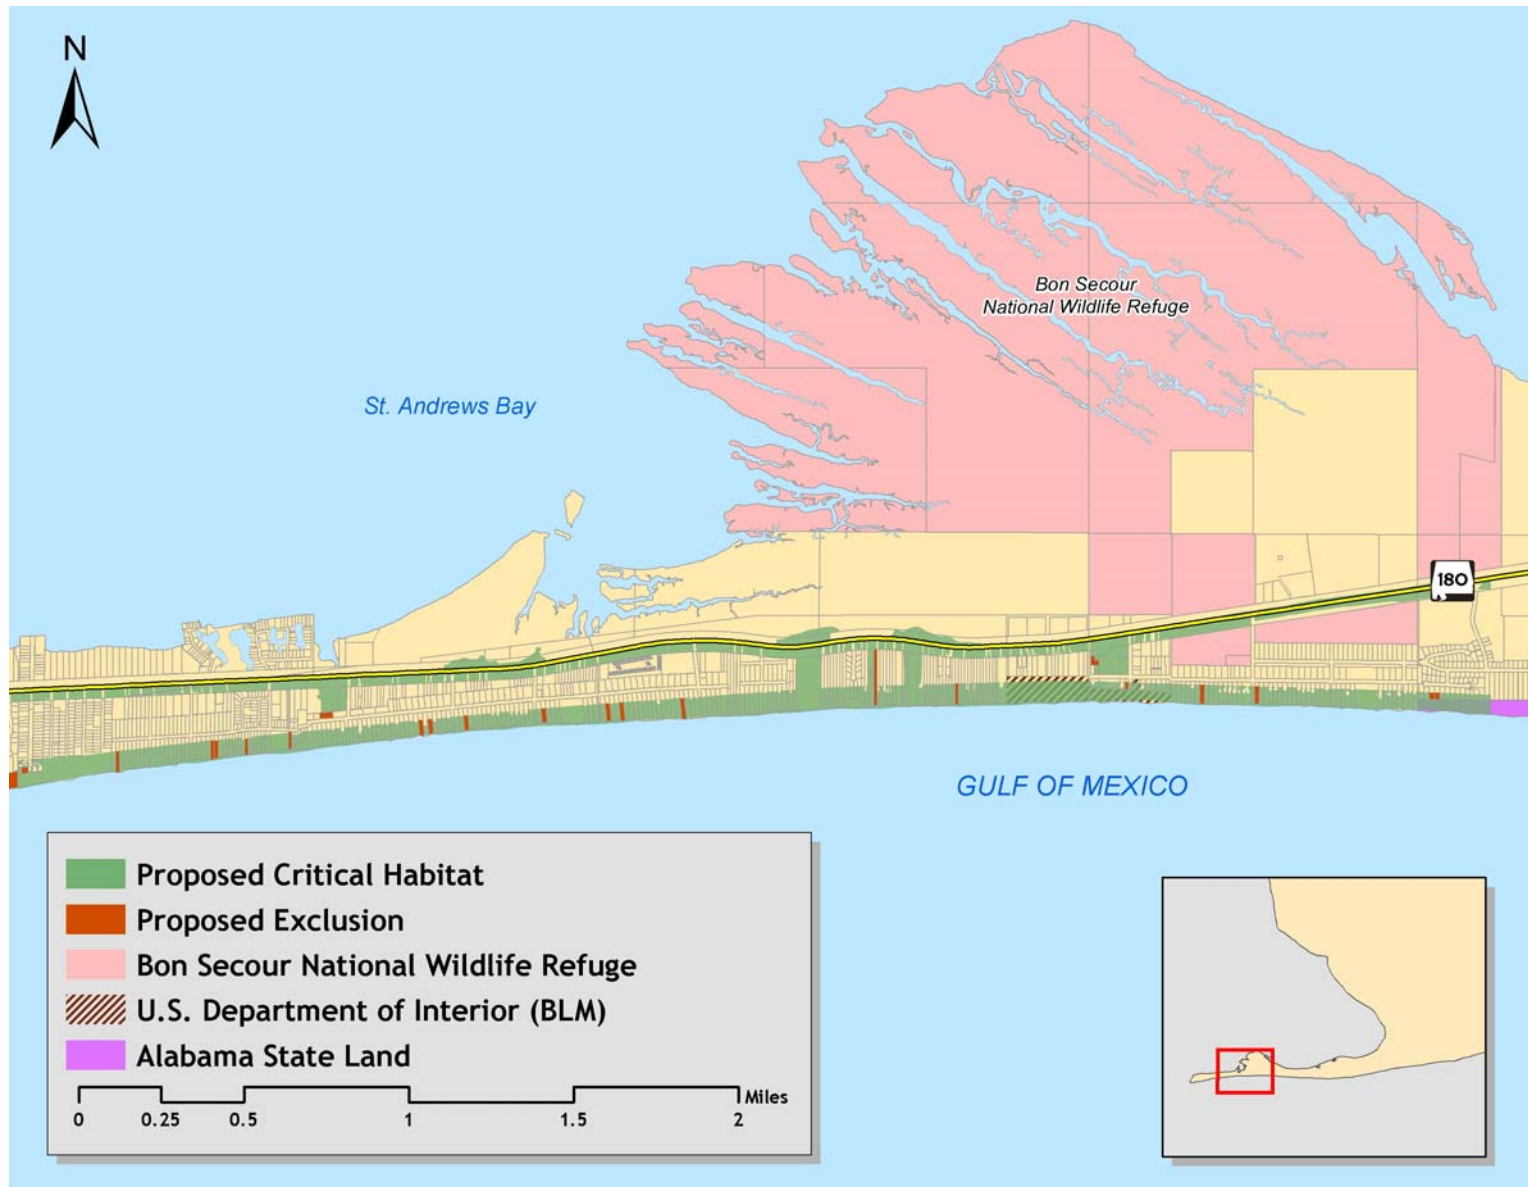 N
Bon Secour
National Wildlife Refuge
St. Andrews Bay
180
GULF OF MEXICO
Proposed Critical Habitat
Proposed Exclusion
Bon Secour National Wildlife Refuge
U.S. Department of Interior (BLM)
Alabama State Land
Miles
0 0.25 0.5 1 1.5 2